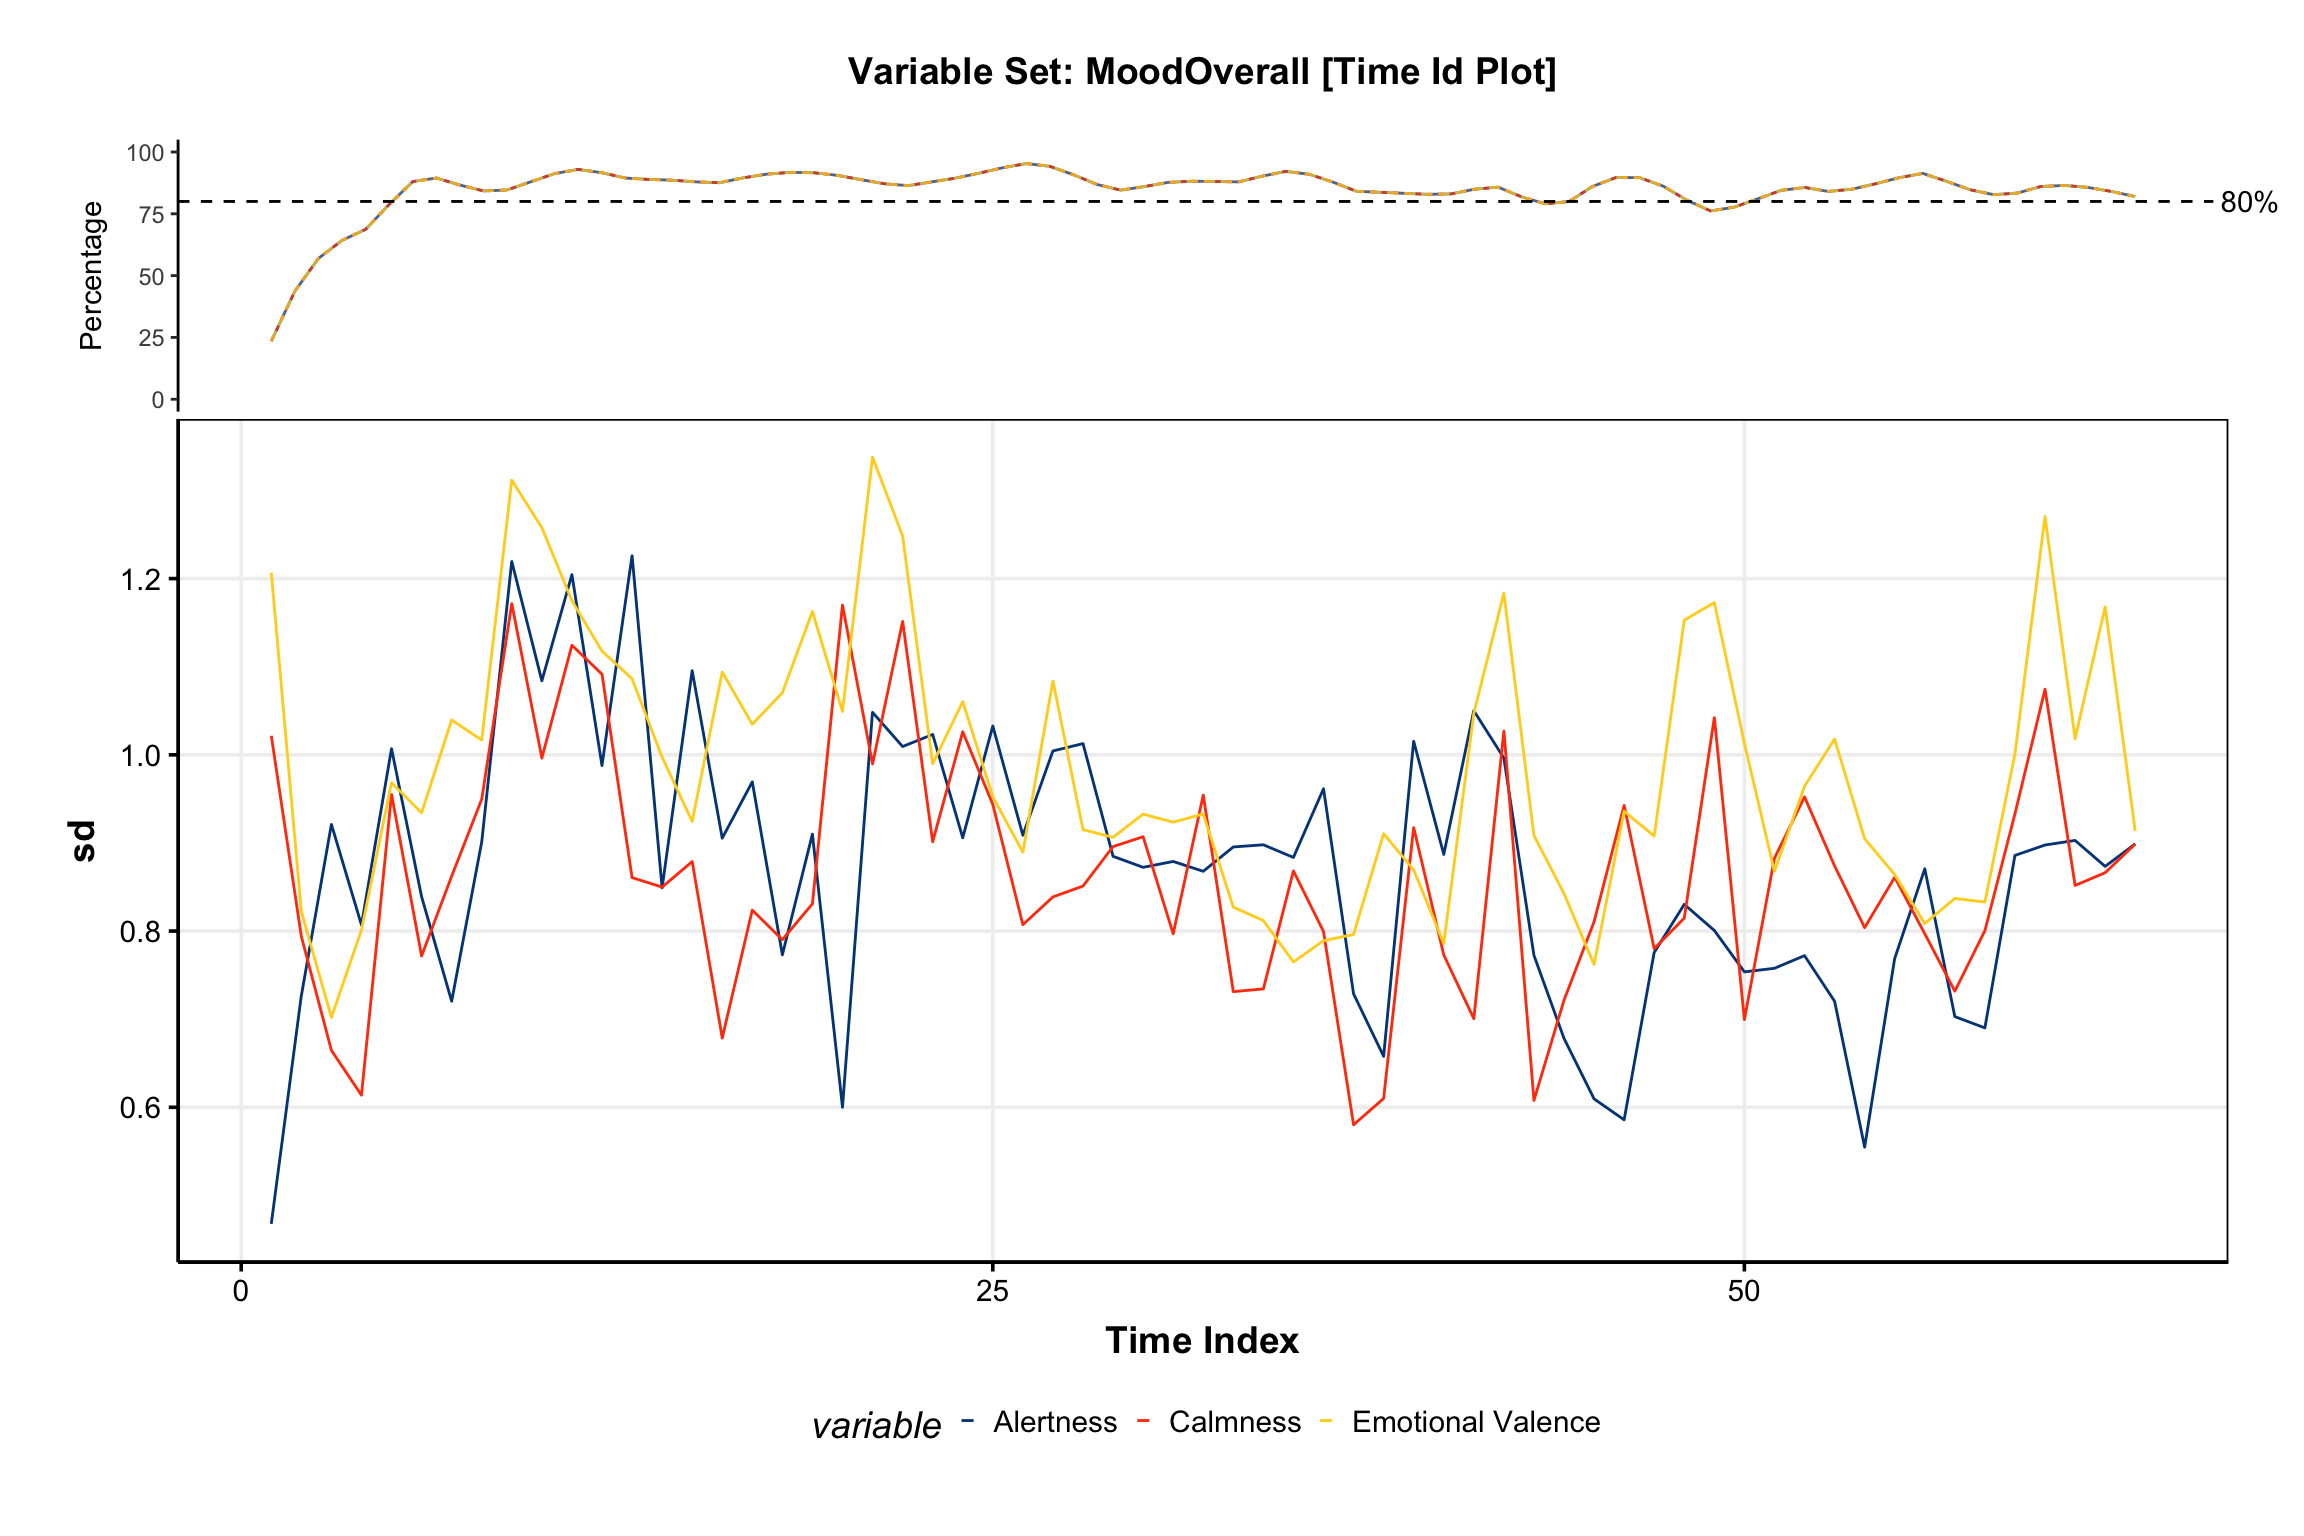 Variable Set: MoodOverall [Time Id Plot]
100
75
50
25
0
Percentage
80%
1.2
1.0
0.8
0.6
sd
0 25 50
Time Index
variable Alertness Calmness Emotional Valence